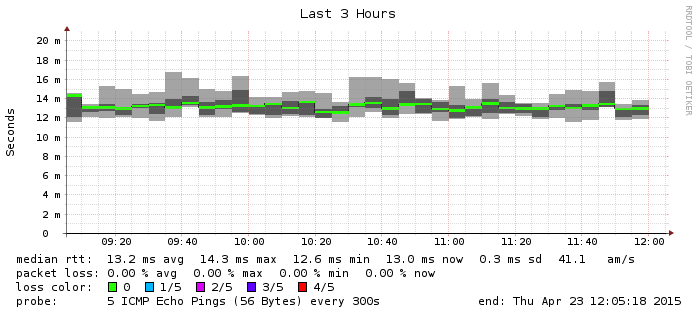 Last 3 Hours
RRDTOOL / TOBI OETIKER
Seconds
20 m
18 m
16 m
14 m
12 m
10 m
8 m
6 m
4 m
2 m
0
09:20 09:40 10:00 10:20 10:40 11:00 11:20 11:40 12:00
median rtt: 13.2 ms avg 14.3 ms max 12.6 ms min 13.0 ms now 0.3 ms sd 41.1 am/s
packet loss: 0.00 % avg 0.00 % max 0.00 % min 0.00 % now
loss color: 0 1/5 2/5 3/5 4/5
probe: 5 ICMP Echo Pings (56 Bytes) every 300s end: Thu Apr 23 12:05:18 2015